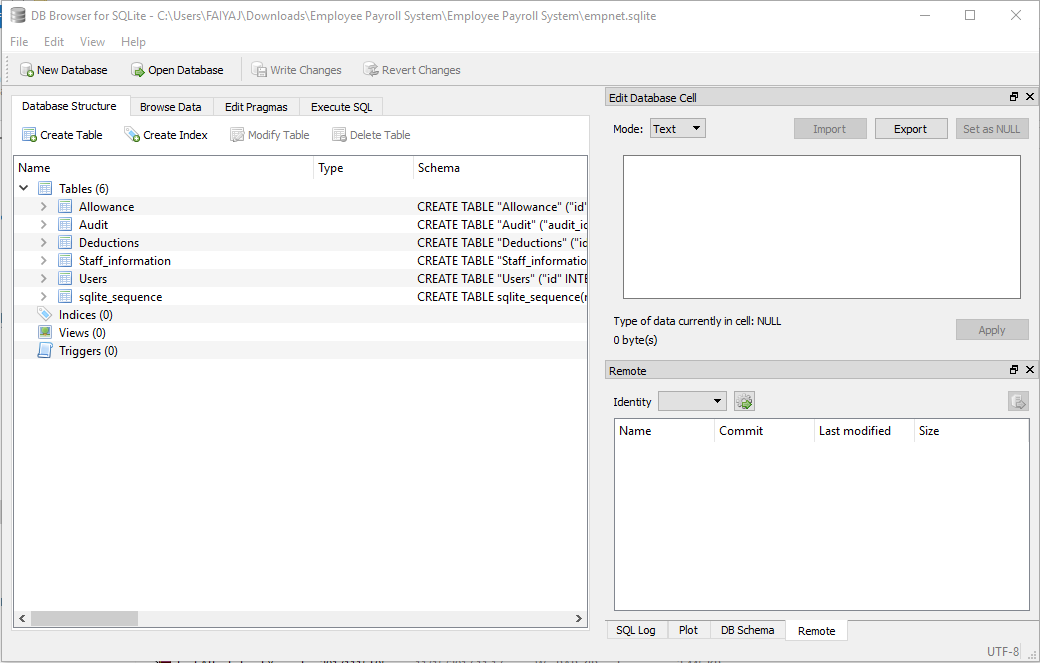 DB Browser for SQLite - C:\Users\FAIYAJ\Downloads\Employee Payroll System\Employee Payroll System\empnet.sqlite
File Edit View Help
New Database Open Database Write Changes Revert Changes
Database Structure Browse Data Edit Pragmas Execute SQL
Create Table Create Index Modify Table Delete Table
Name Type Schema
Tables (6)
Allowance CREATE TABLE "Allowance" ("id"
Audit CREATE TABLE "Audit" ("audit_id
Deductions CREATE TABLE "Deductions" ("id
Staff_information CREATE TABLE "Staff_informatio
Users CREATE TABLE "Users" ("id" INTE
sqlite_sequence CREATE TABLE sqlite_sequence(
Indices (0)
Views (0)
Triggers (0)
Edit Database Cell
Mode: Text Import Export Set as NULL
Type of data currently in cell: NULL
0 byte(s)
Apply
Remote
Identity
Name Commit Last modified Size
SQL Log Plot DB Schema Remote
UTF-8